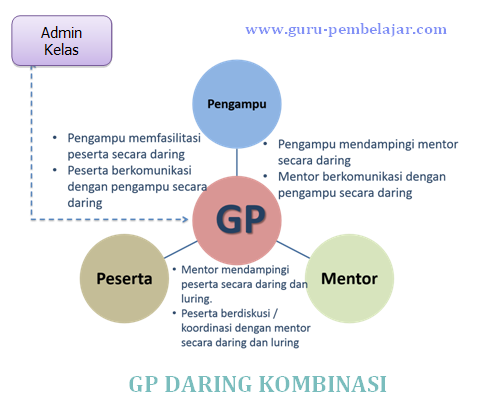 Admin
Kelas
www.guru-pembelajar.com
Pengampu
• Pengampu memfasilitasi
peserta secara daring
• Peserta berkomunikasi
dengan pengampu secara
daring
• Pengampu mendampingi mentor
secara daring
• Mentor berkomunikasi dengan
pengampu secara daring
GP
Peserta
• Mentor mendampingi
peserta secara daring dan
luring.
• Peserta berdiskusi /
koordinasi dengan mentor
secara daring dan luring
Mentor
GP DARING KOMBINASI